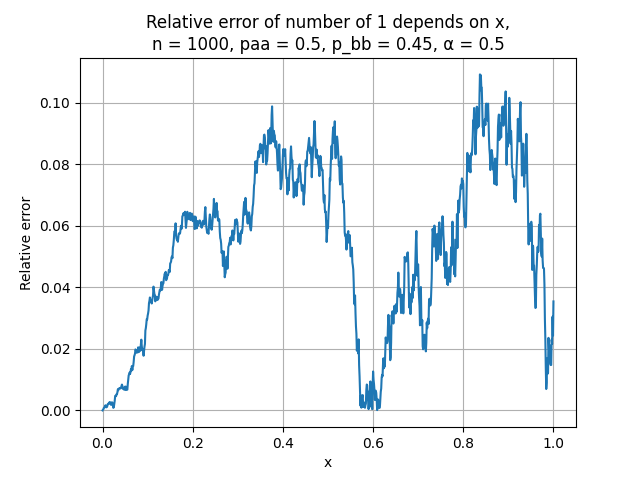 Relative error of number of 1 depends on x,
n = 1000, paa = 0.5, p_bb = 0.45, α = 0.5
0.10
0.08
0.06
0.04
0.02
0.00
Relative error
0.0 0.2 0.4 0.6 0.8 1.0
x